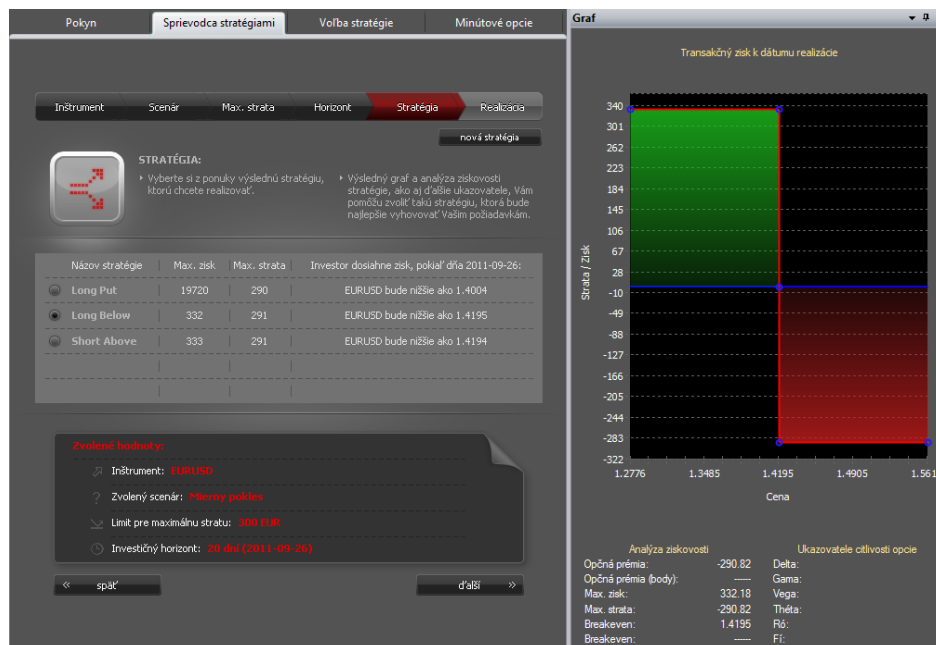 Pokyn
Sprievodca stratégiami
Voľba stratégie
Minútové opcie
Inštrument
Scenár
Max. strata
Horizont
Stratégia
Realizácia
nová stratégia
STRATÉGIA:
Vyberte si z ponuky výslednú stratégiu,
ktorú chcete realizovať.
Výsledný graf a analýza ziskovosti
stratégie, ako aj ďalšie ukazovatele, Vám
pomôžu zvoliť takú stratégiu, ktorá bude
najlepšie vyhovovať Vašim požiadavkám.
Názov stratégie Max. zisk Max. strata Investor dosiahne zisk, pokiaľ dňa 2011-09-26:
Long Put 19720 290 EURUSD bude nižšie ako 1.4004
Long Below 332 291 EURUSD bude nižšie ako 1.4195
Short Above 333 291 EURUSD bude nižšie ako 1.4194
Zvolené hodnoty:
Inštrument: EURUSD
Zvolený scenár: Mierny pokles
Limit pre maximálnu stratu: 300 EUR
Investičný horizont: 20 dní (2011-09-26)
« späť
ďalší »
Graf
Transakčný zisk k dátumu realizácie
Strata / Zisk
340
301
262
223
184
145
106
67
28
-10
-49
-88
-127
-166
-205
-244
-283
-322
1.2776 1.3485 1.4195 1.4905 1.561
Cena
Analýza ziskovosti
Opčná prémia: -290.82
Opčná prémia (body): -----
Max. zisk: 332.18
Max. strata: -290.82
Breakeven: 1.4195
Breakeven: -----
Ukazovatele citlivosti opcie
Delta:
Gama:
Vega:
Théta:
Ró:
Fí: